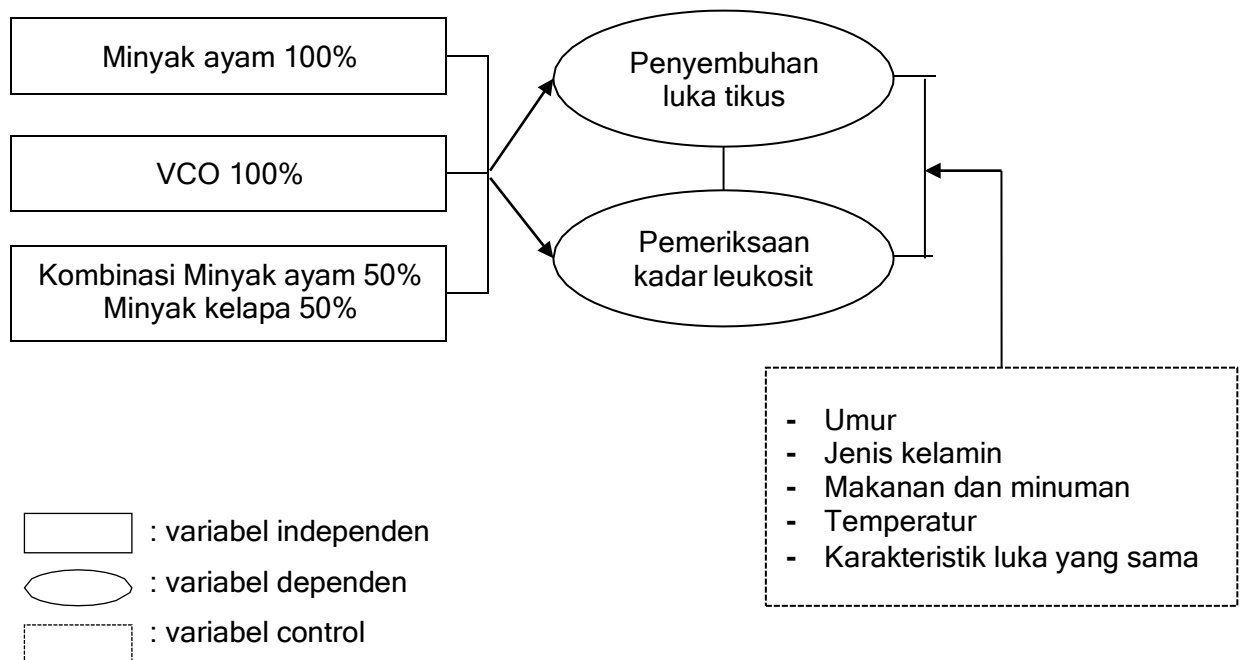 Minyak ayam 100%
VCO 100%
Kombinasi Minyak ayam 50%
Minyak kelapa 50%
Penyembuhan
luka tikus
Pemeriksaan
kadar leukosit
- Umur
- Jenis kelamin
- Makanan dan minuman
- Temperatur
- Karakteristik luka yang sama
: variabel independen
: variabel dependen
: variabel control